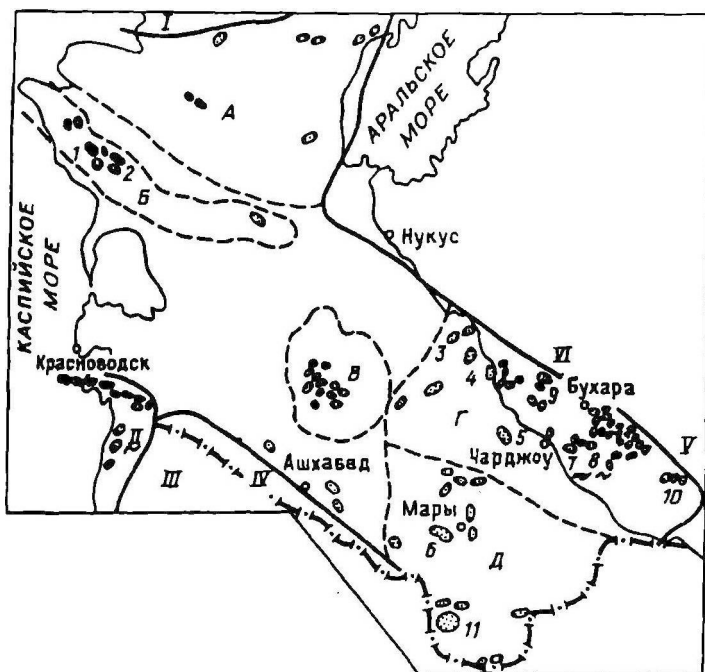 I
А
АРАЛЬСКОЕ
МОРЕ
1
2
Б
КАСПИЙСКОЕ
МОРЕ
Нукус
3
VI
Красноводск
В
4
9
Бухара
Г
5
V
II
Ашхабад
Чарджоу
7
8
10
III
IV
Мары
6
Д
11